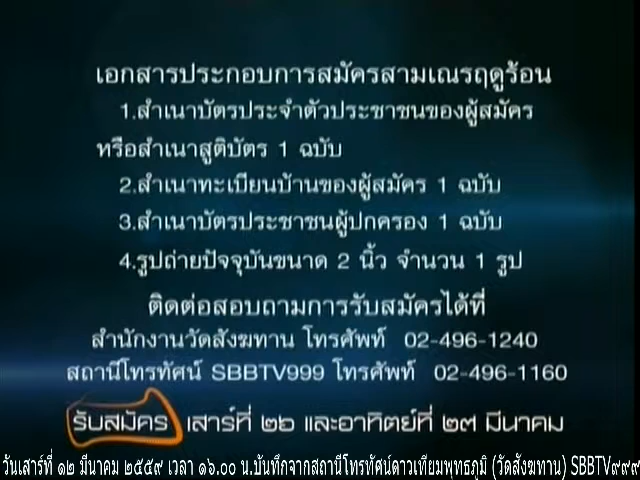 เอกสารประกอบการสมัครสามเณรฤดูร้อน
1.สำเนาบัตรประจำตัวประชาชนของผู้สมัคร
หรือสำเนาสูติบัตร 1 ฉบับ
2.สำเนาทะเบียนบ้านของผู้สมัคร 1 ฉบับ
3.สำเนาบัตรประชาชนผู้ปกครอง 1 ฉบับ
4.รูปถ่ายปัจจุบันขนาด 2 นิ้ว จำนวน 1 รูป
ติดต่อสอบถามการรับสมัครได้ที่
สำนักงานวัดสังฆทาน โทรศัพท์ 02-496-1240
สถานีโทรทัศน์ SBBTV999 โทรศัพท์ 02-496-1160
รับสมัคร เสาร์ที่ ๒๖ และอาทิตย์ที่ ๒๗ มีนาคม
วันเสาร์ที่ ๑๒ มีนาคม ๒๕๕๙ เวลา ๑๖.๐๐ น.บันทึกจากสถานีโทรทัศน์ดาวเทียมพุทธภูมิ (วัดสังฆทาน) SBBTV๙๙๙